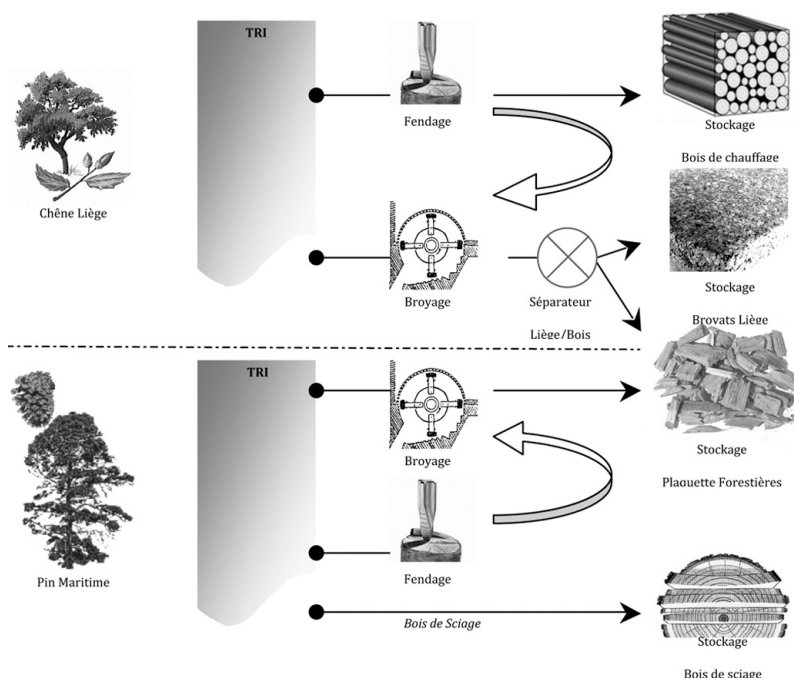 TRI
Fendage
Stockage
Bois de chauffage
Chêne Liège
Broyage
Séparateur
Liège/Bois
Stockage
Broyats Liège
TRI
Broyage
Stockage
Plaquette Forestières
Pin Maritime
Fendage
Bois de Sciage
Stockage
Bois de sciage